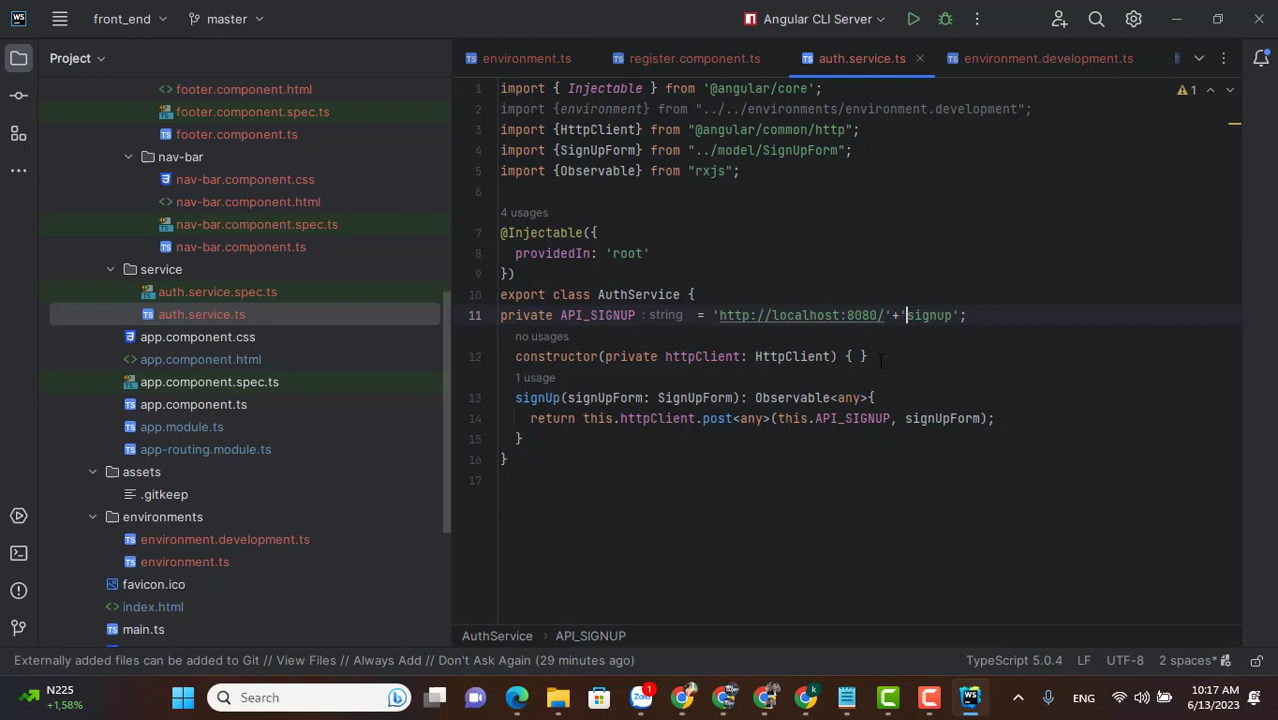 WS
front_end
master
Angular CLI Server
Project
environment.ts
register.component.ts
auth.service.ts
environment.development.ts
footer.component.html
footer.component.spec.ts
footer.component.ts
nav-bar
nav-bar.component.css
nav-bar.component.html
nav-bar.component.spec.ts
nav-bar.component.ts
service
auth.service.spec.ts
auth.service.ts
app.component.css
app.component.html
app.component.spec.ts
app.component.ts
app.module.ts
app-routing.module.ts
assets
.gitkeep
environments
environment.development.ts
environment.ts
favicon.ico
index.html
main.ts
1 import { Injectable } from '@angular/core';
1
2 import {environment} from "../../environments/environment.development";
3 import {HttpClient} from "@angular/common/http";
4 import {SignUpForm} from "../model/SignUpForm";
5 import {Observable} from "rxjs";
6
4 usages
7 @Injectable({
8 providedIn: 'root'
9 })
10 export class AuthService {
11 private API_SIGNUP : string = 'http://localhost:8080/'+'signup';
no usages
12 constructor(private httpClient: HttpClient) { }
1 usage
13 signUp(signUpForm: SignUpForm): Observable<any>{
14 return this.httpClient.post<any>(this.API_SIGNUP, signUpForm);
15 }
16 }
17
AuthService > API_SIGNUP
Externally added files can be added to Git // View Files // Always Add // Don't Ask Again (29 minutes ago)
TypeScript 5.0.4 LF UTF-8 2 spaces*
N225
+1,58%
Search
Zalo
1
k
WS
ENG
10:17 AM
6/13/2023